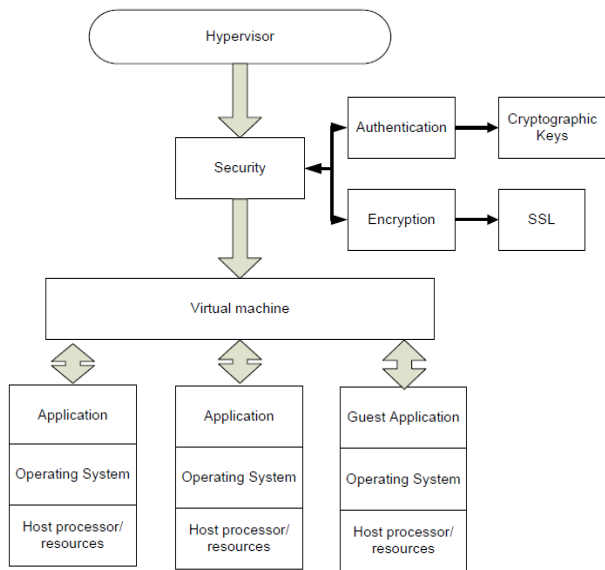 Hypervisor
Authentication
Cryptographic
Keys
Security
Encryption
SSL
Virtual machine
Application
Application
Guest Application
Operating System
Operating System
Operating System
Host processor/
resources
Host processor/
resources
Host processor/
resources